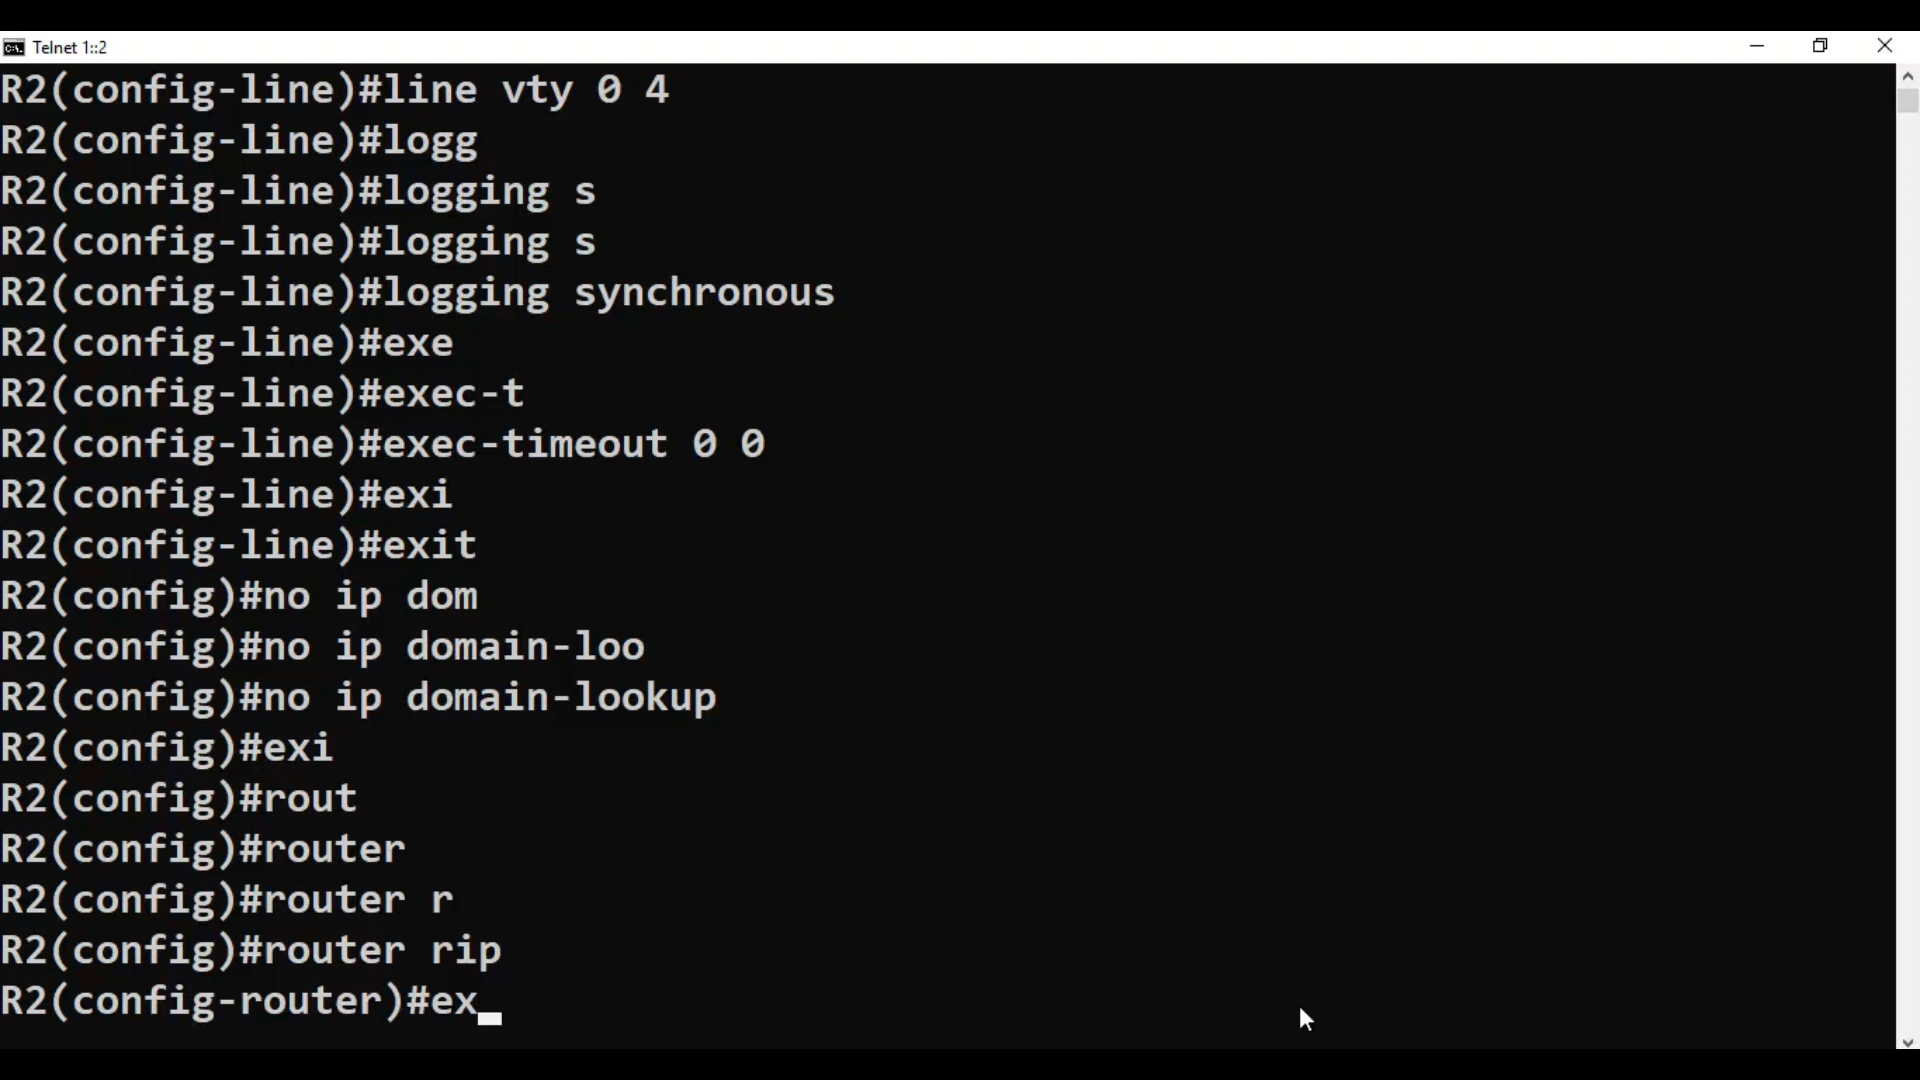 Telnet 1::2
R2(config-line)#line vty 0 4
R2(config-line)#logg
R2(config-line)#logging s
R2(config-line)#logging s
R2(config-line)#logging synchronous
R2(config-line)#exe
R2(config-line)#exec-t
R2(config-line)#exec-timeout 0 0
R2(config-line)#exi
R2(config-line)#exit
R2(config)#no ip dom
R2(config)#no ip domain-loo
R2(config)#no ip domain-lookup
R2(config)#exi
R2(config)#rout
R2(config)#router
R2(config)#router r
R2(config)#router rip
R2(config-router)#ex